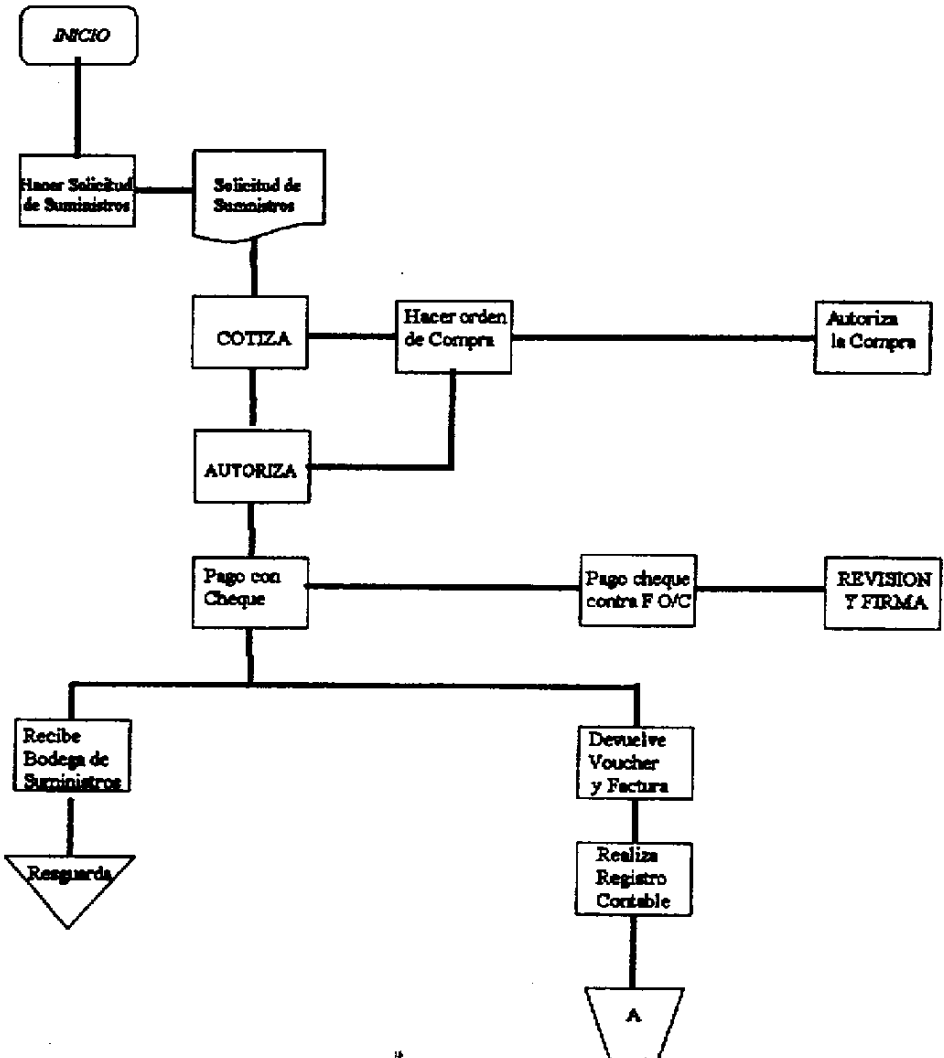 INICIO
Hacer Solicitud
de Suministros
Solicitud de
Sumnistros
COTIZA
Hacer orden
de Compra
Autoriza
la Compra
AUTORIZA
Pago con
Cheque
Pago cheque
contra F O/C
REVISION
Y FIRMA
Recibe
Bodega de
Suministros
Devuelve
Voucher
y Factura
Resguarda
Realiza
Registro
Contable
A